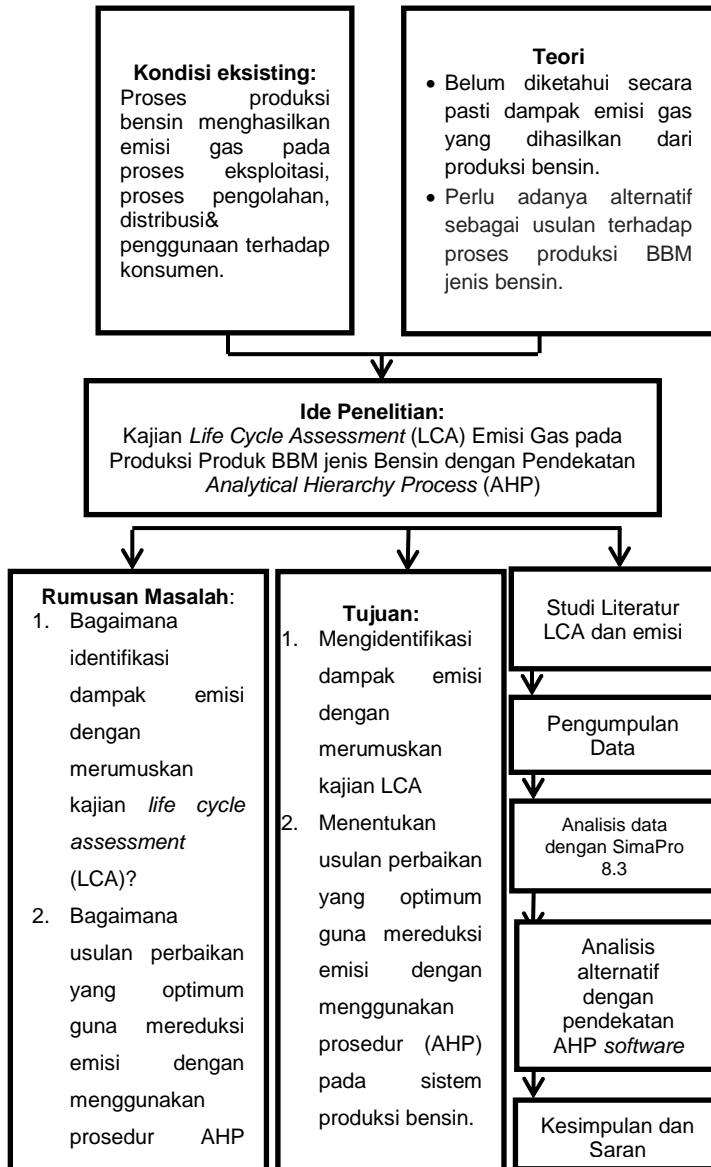 Kondisi eksisting:
Proses produksi
bensin menghasilkan
emisi gas pada
proses eksploitasi,
proses pengolahan,
distribusi&
penggunaan terhadap
konsumen.
Teori
• Belum diketahui secara
pasti dampak emisi gas
yang dihasilkan dari
produksi bensin.
• Perlu adanya alternatif
sebagai usulan terhadap
proses produksi BBM
jenis bensin.
Ide Penelitian:
Kajian Life Cycle Assessment (LCA) Emisi Gas pada
Produksi Produk BBM jenis Bensin dengan Pendekatan
Analytical Hierarchy Process (AHP)
Rumusan Masalah:
1. Bagaimana
identifikasi
dampak emisi
dengan
merumuskan
kajian life cycle
assessment
(LCA)?
2. Bagaimana
usulan perbaikan
yang optimum
guna mereduksi
emisi dengan
menggunakan
prosedur AHP
Tujuan:
1. Mengidentifikasi
dampak emisi
dengan
merumuskan
kajian LCA
2. Menentukan
usulan perbaikan
yang optimum
guna mereduksi
emisi dengan
menggunakan
prosedur (AHP)
pada sistem
produksi bensin.
Studi Literatur
LCA dan emisi
Pengumpulan
Data
Analisis data
dengan SimaPro
8.3
Analisis
alternatif
dengan
pendekatan
AHP software
Kesimpulan dan
Saran